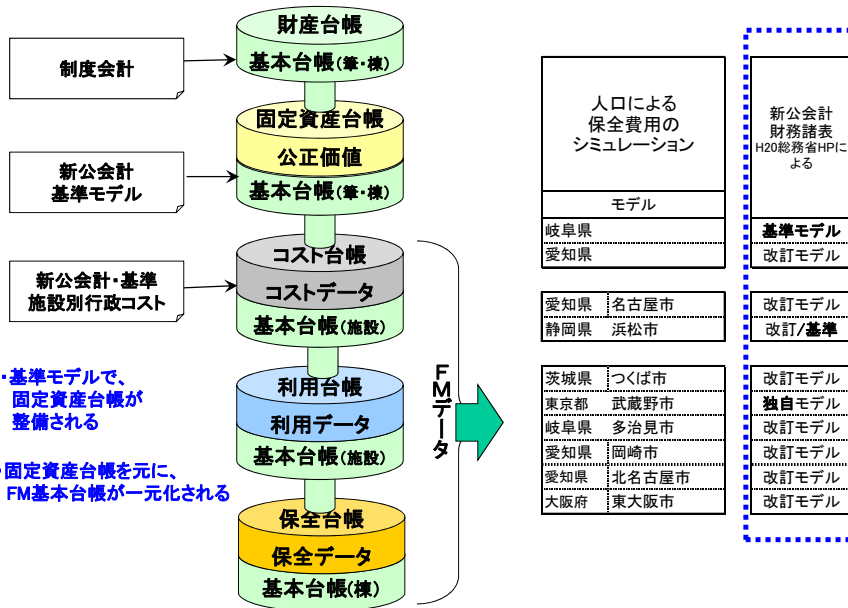 制度会計
新公会計
基準モデル
新公会計・基準
施設別行政コスト
・基準モデルで、
固定資産台帳が
整備される
・固定資産台帳を元に、
FM基本台帳が一元化される
財産台帳
基本台帳(筆・棟)
固定資産台帳
公正価値
基本台帳(筆・棟)
コスト台帳
コストデータ
基本台帳(施設)
利用台帳
利用データ
基本台帳(施設)
保全台帳
保全データ
基本台帳(棟)
FMデータ
人口による
保全費用の
シミュレーション
新公会計
財務諸表
H20総務省HPに
よる
モデル
岐阜県 基準モデル
愛知県 改訂モデル
愛知県 名古屋市 改訂モデル
静岡県 浜松市 改訂/基準
茨城県 つくば市 改訂モデル
東京都 武蔵野市 独自モデル
岐阜県 多治見市 改訂モデル
愛知県 岡崎市 改訂モデル
愛知県 北名古屋市 改訂モデル
大阪府 東大阪市 改訂モデル